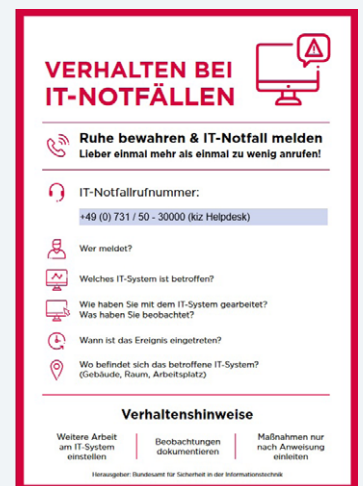 VERHALTEN BEI
IT-NOTFÄLLEN
Ruhe bewahren & IT-Notfall melden
Lieber einmal mehr als einmal zu wenig anrufen!
IT-Notfallrufnummer:
+49 (0) 731 / 50 - 30000 (kiz Helpdesk)
Wer meldet?
Welches IT-System ist betroffen?
Wie haben Sie mit dem IT-System gearbeitet?
Was haben Sie beobachtet?
Wann ist das Ereignis eingetreten?
Wo befindet sich das betroffene IT-System?
(Gebäude, Raum, Arbeitsplatz)
Verhaltenshinweise
Weitere Arbeit
am IT-System
einstellen
Beobachtungen
dokumentieren
Maßnahmen nur
nach Anweisung
einleiten
Herausgeber: Bundesamt für Sicherheit in der Informationstechnik